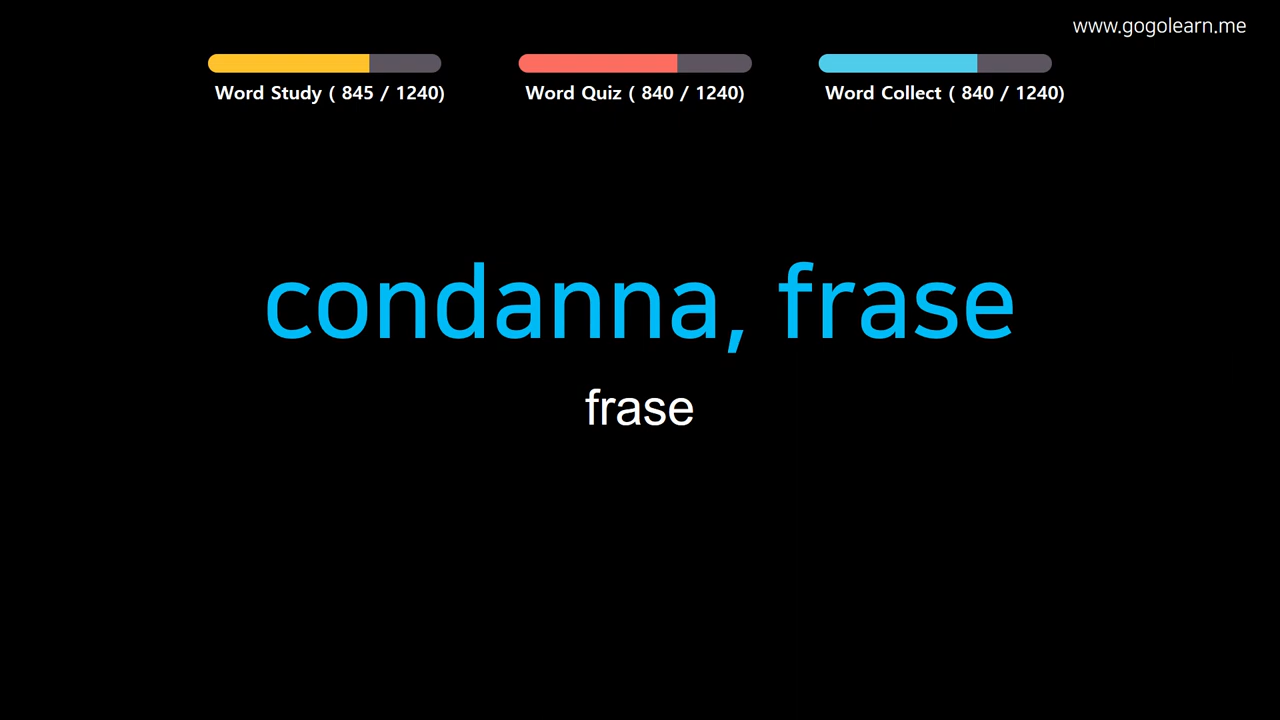 www.gogolearn.me
Word Study ( 845 / 1240)
Word Quiz ( 840 / 1240)
Word Collect ( 840 / 1240)
condanna, frase
frase